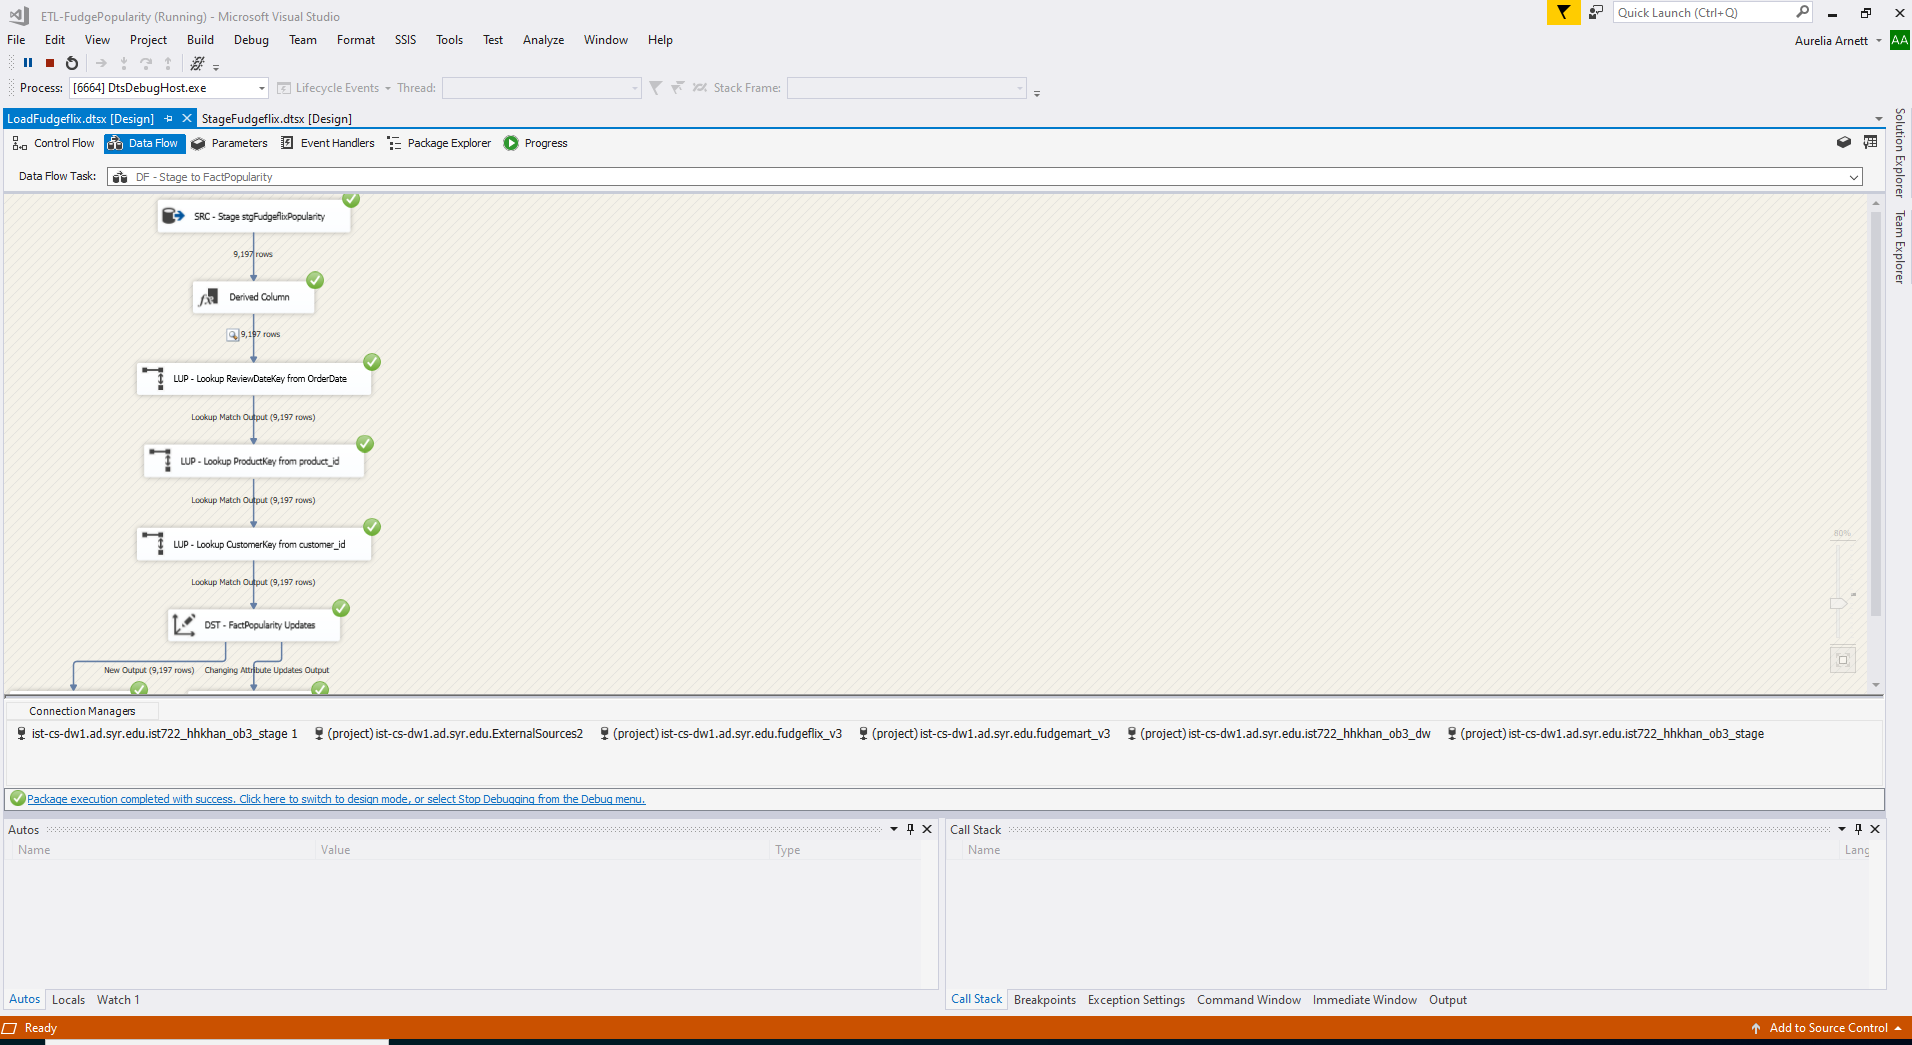 ETL-FudgePopularity (Running) - Microsoft Visual Studio
Quick Launch (Ctrl+Q)
File Edit View Project Build Debug Team Format SSIS Tools Test Analyze Window Help
Aurelia Arnett AA
Process: [6664] DtsDebugHost.exe Lifecycle Events Thread: Stack Frame:
LoadFudgeflix.dtsx [Design] StageFudgeflix.dtsx [Design]
Control Flow Data Flow Parameters Event Handlers Package Explorer Progress
Data Flow Task: DF - Stage to FactPopularity
Solution Explorer
Team Explorer
SRC - Stage stgFudgeflixPopularity
9,197 rows
Derived Column
9,197 rows
LUP - Lookup ReviewDateKey from OrderDate
Lookup Match Output (9,197 rows)
LUP - Lookup ProductKey from product_id
Lookup Match Output (9,197 rows)
LUP - Lookup CustomerKey from customer_id
80%
Lookup Match Output (9,197 rows)
DST - FactPopularity Updates
New Output (9,197 rows) Changing Attribute Updates Output
Connection Managers
ist-cs-dw1.ad.syr.edu.ist722_hhkhan_ob3_stage 1 (project) ist-cs-dw1.ad.syr.edu.ExternalSources2 (project) ist-cs-dw1.ad.syr.edu.fudgeflix_v3 (project) ist-cs-dw1.ad.syr.edu.fudgemart_v3 (project) ist-cs-dw1.ad.syr.edu.ist722_hhkhan_ob3_dw (project) ist-cs-dw1.ad.syr.edu.ist722_hhkhan_ob3_stage
Package execution completed with success. Click here to switch to design mode, or select Stop Debugging from the Debug menu.
Autos
Name Value Type
Call Stack
Name Lang
Autos Locals Watch 1
Call Stack Breakpoints Exception Settings Command Window Immediate Window Output
Ready
Add to Source Control